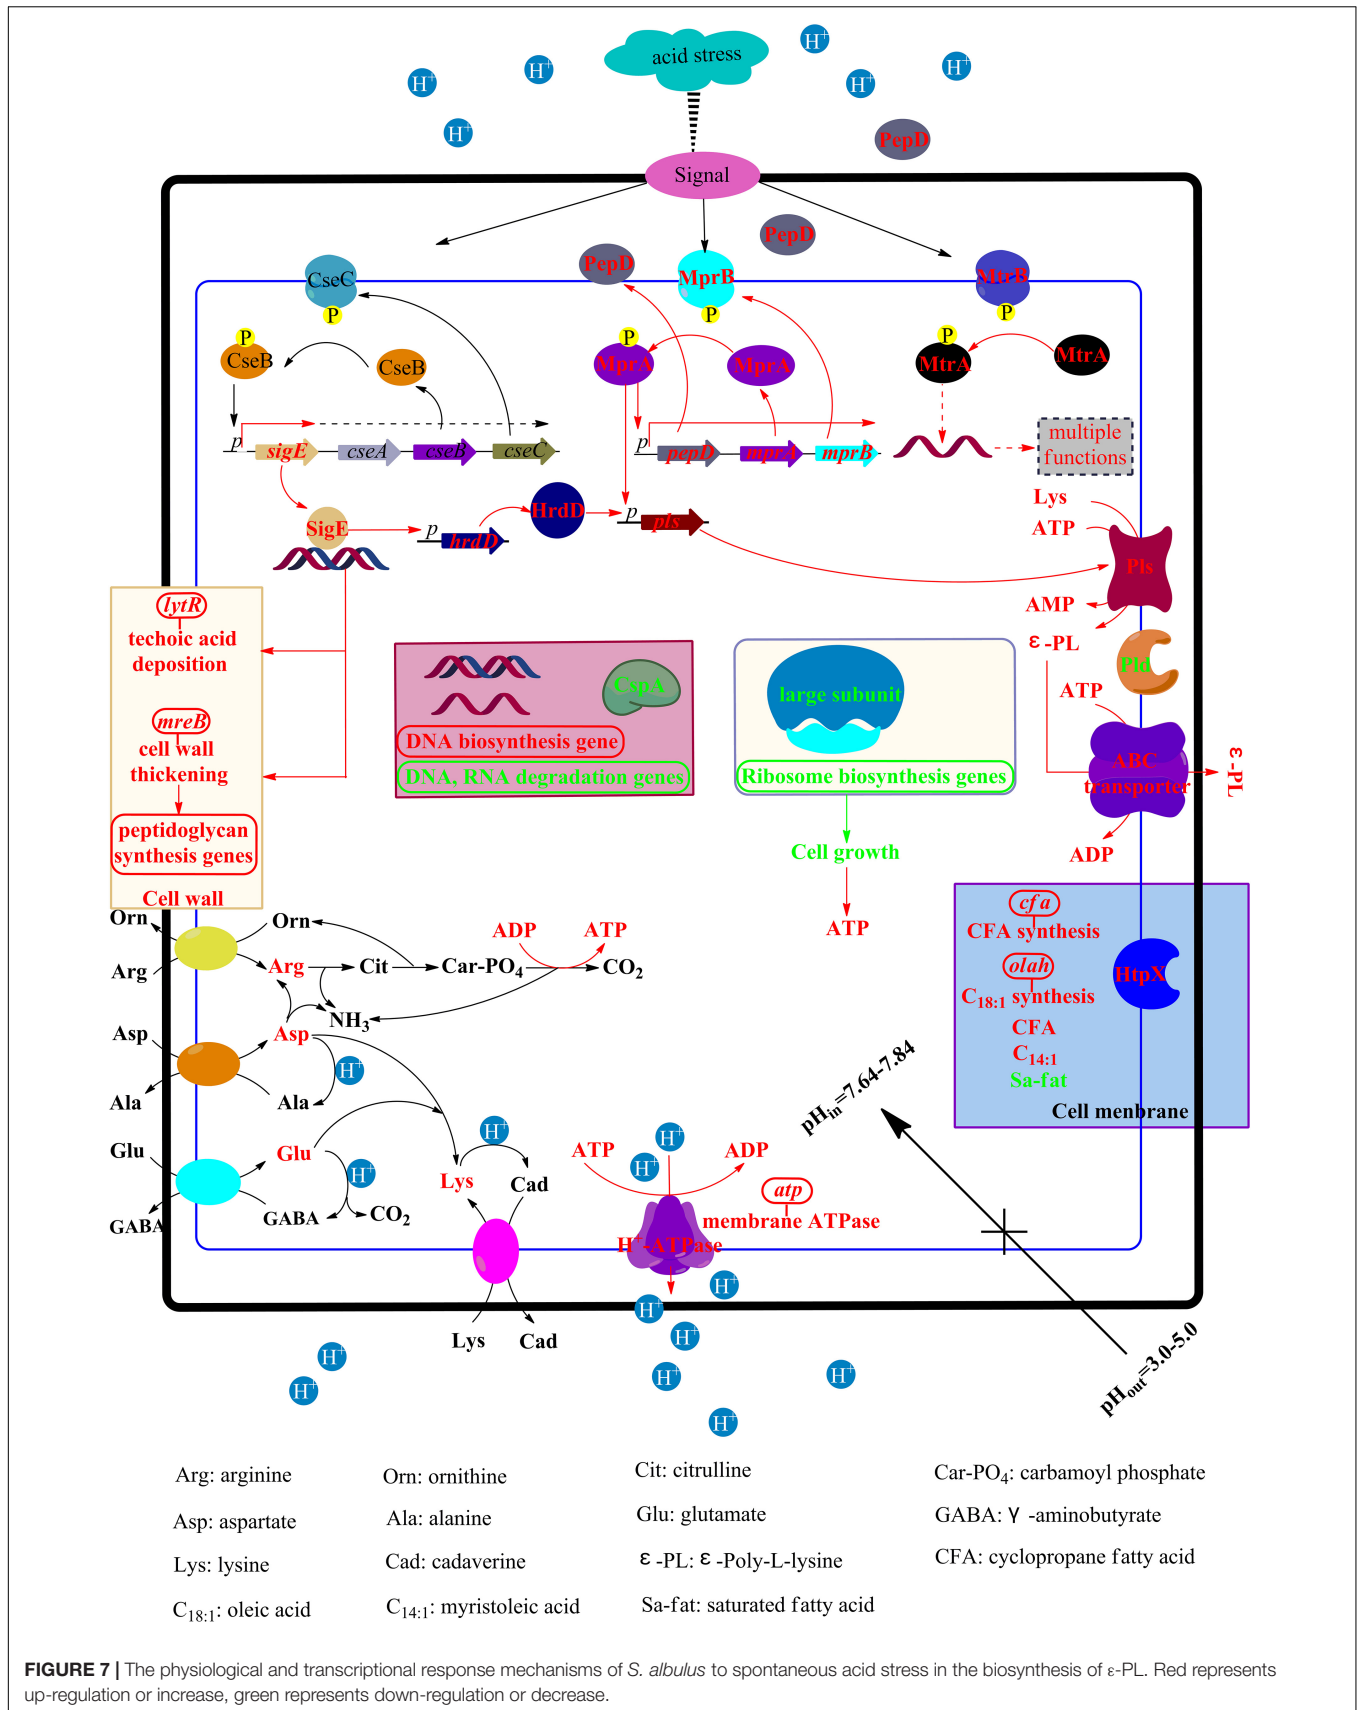 acid stress
H+
H+
H+
H+
H+
H+
PepD
Signal
PepD
PepD
CseC
P
MprB
P
MtrB
P
P
CseB
CseB
P
MprA
MprA
P
MtrA
MtrA
p
sigE
cseA
cseB
cseC
p
pepD
mprA
mprB
multiple
functions
SigE
p
hrdD
HrdD
p
pls
Lys
ATP
Pls
AMP
ε-PL
Pld
ATP
ABC
transporter
ε-PL
ADP
lytR
techoic acid
deposition
mreB
cell wall
thickening
peptidoglycan
synthesis genes
Cell wall
CspA
DNA biosynthesis gene
DNA, RNA degradation genes
large subunit
Ribosome biosynthesis genes
Cell growth
ATP
cfa
CFA synthesis
olah
C18:1 synthesis
CFA
C14:1
Sa-fat
HtpX
Cell menbrane
Orn
Orn
Arg
Arg
Cit
Car-PO4
ADP
ATP
CO2
NH3
Asp
Asp
H+
Ala
Ala
Glu
Glu
H+
GABA
GABA
CO2
Lys
H+
Cad
Lys
Cad
ATP
H+
H+
ADP
atp
membrane ATPase
H+-ATPase
H+
H+
H+
H+
H+
H+
H+
H+
pHin=7.64-7.84
pHout=3.0-5.0
Arg: arginine
Orn: ornithine
Cit: citrulline
Car-PO4: carbamoyl phosphate
Asp: aspartate
Ala: alanine
Glu: glutamate
GABA: γ -aminobutyrate
Lys: lysine
Cad: cadaverine
ε-PL: ε-Poly-L-lysine
CFA: cyclopropane fatty acid
C18:1: oleic acid
C14:1: myristoleic acid
Sa-fat: saturated fatty acid
FIGURE 7 | The physiological and transcriptional response mechanisms of S. albulus to spontaneous acid stress in the biosynthesis of ε-PL. Red represents
up-regulation or increase, green represents down-regulation or decrease.